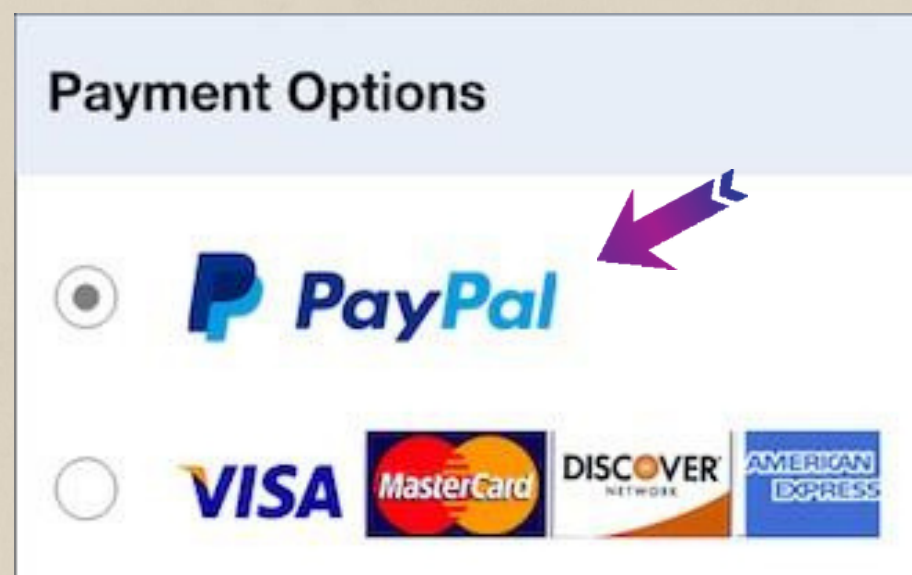 Payment Options
PayPal
VISA MasterCard DISCOVER NETWORK AMERICAN EXPRESS